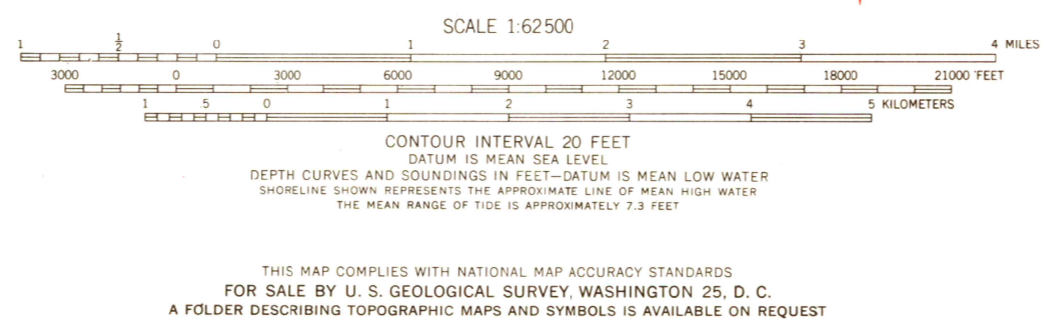 SCALE 1:62500
1 ½ 0 1 2 3 4 MILES
3000 0 3000 6000 9000 12000 15000 18000 21000 FEET
1 .5 0 1 2 3 4 5 KILOMETERS
CONTOUR INTERVAL 20 FEET
DATUM IS MEAN SEA LEVEL
DEPTH CURVES AND SOUNDINGS IN FEET—DATUM IS MEAN LOW WATER
SHORELINE SHOWN REPRESENTS THE APPROXIMATE LINE OF MEAN HIGH WATER
THE MEAN RANGE OF TIDE IS APPROXIMATELY 7.3 FEET
THIS MAP COMPLIES WITH NATIONAL MAP ACCURACY STANDARDS
FOR SALE BY U. S. GEOLOGICAL SURVEY, WASHINGTON 25, D. C.
A FOLDER DESCRIBING TOPOGRAPHIC MAPS AND SYMBOLS IS AVAILABLE ON REQUEST